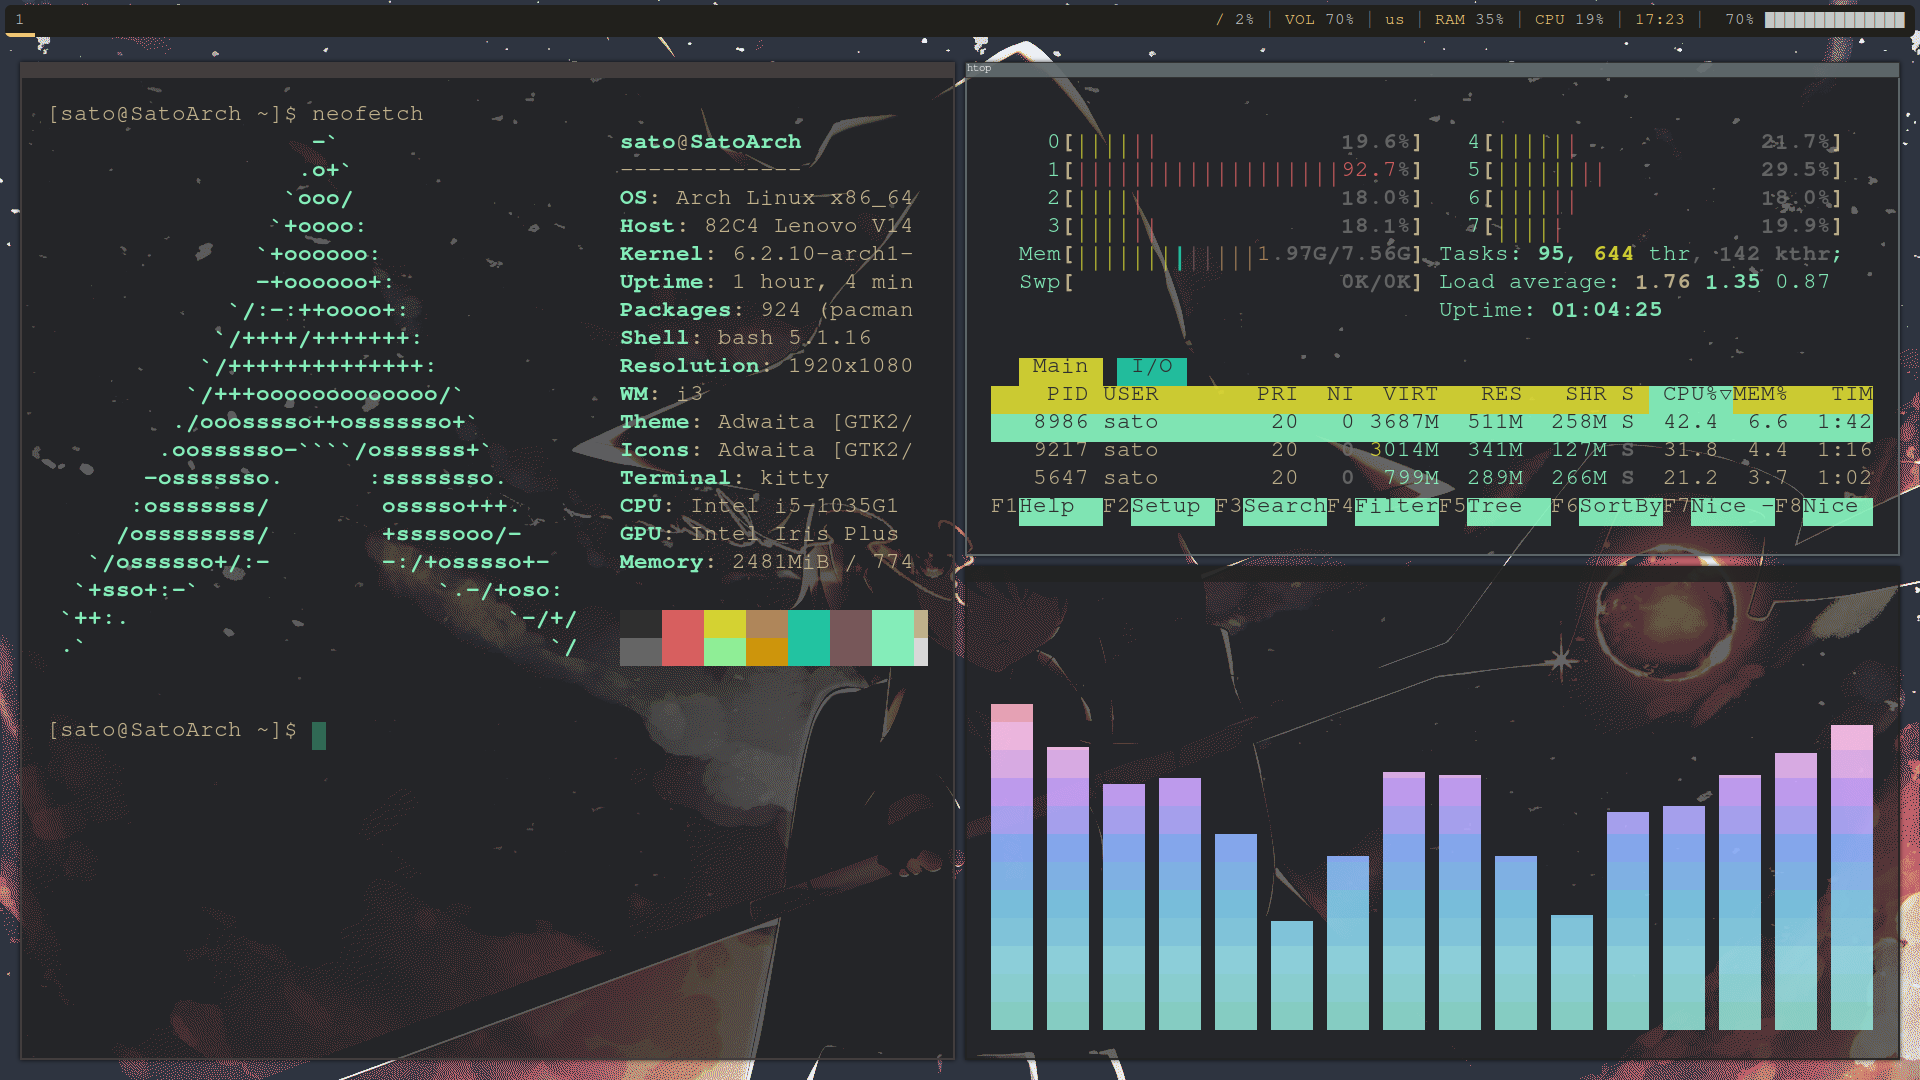 1
/ 2% | VOL 70% | us | RAM 35% | CPU 19% | 17:23 | 70%
[sato@SatoArch ~]$ neofetch
-`
.o+`
`ooo/
`+oooo:
`+oooooo:
-+oooooo+:
`/:-:++oooo+:
`/++++/+++++++:
`/++++++++++++++:
`/+++ooooooooooooo/`
./ooosssso++osssssso+`
.oossssso-````/ossssss+`
-osssssso.      :ssssssso.
:osssssss/        osssso+++.
/ossssssss/        +ssssooo/-
`/ossssso+/:-        -:/+osssso+-
`+sso+:-`                 `.-/+oso:
`++:.                           `-/+/
.`                                 `/
sato@SatoArch
-------------
OS: Arch Linux x86_64
Host: 82C4 Lenovo V14
Kernel: 6.2.10-arch1-
Uptime: 1 hour, 4 min
Packages: 924 (pacman
Shell: bash 5.1.16
Resolution: 1920x1080
WM: i3
Theme: Adwaita [GTK2/
Icons: Adwaita [GTK2/
Terminal: kitty
CPU: Intel i5-1035G1
GPU: Intel Iris Plus
Memory: 2481MiB / 774
[sato@SatoArch ~]$
htop
0[|||||| 19.6%] 4[|||||| 21.7%]
1[||||||||||||||||||| 92.7%] 5[|||||||| 29.5%]
2[||||| 18.0%] 6[|||||| 18.0%]
3[|||||| 18.1%] 7[||||| 19.9%]
Mem[||||||||||||| 1.97G/7.56G] Tasks: 95, 644 thr, 142 kthr;
Swp[ 0K/0K] Load average: 1.76 1.35 0.87
Uptime: 01:04:25
Main I/O
PID USER PRI NI VIRT RES SHR S CPU%▽MEM% TIM
8986 sato 20 0 3687M 511M 258M S 42.4 6.6 1:42
9217 sato 20 0 3014M 341M 127M S 31.8 4.4 1:16
5647 sato 20 0 799M 289M 266M S 21.2 3.7 1:02
F1Help F2Setup F3SearchF4FilterF5Tree F6SortByF7Nice -F8Nice